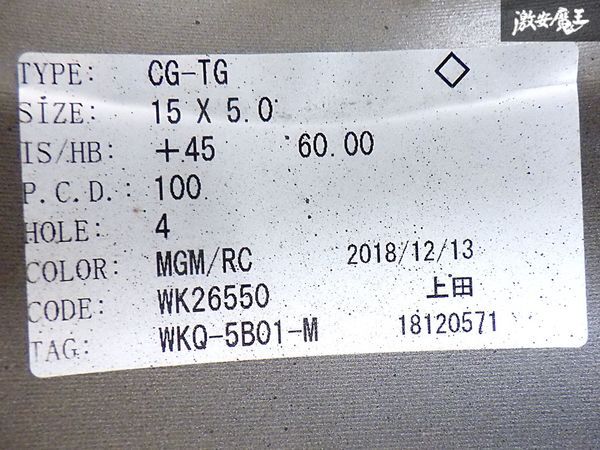 激安魔王
TYPE: CG-TG ◇
SIZE: 15 X 5.0
IS/HB: +45 60.00
P.C.D.: 100
HOLE: 4
COLOR: MGM/RC 2018/12/13
CODE: WK26550 上田
TAG: WKQ-5B01-M 18120571